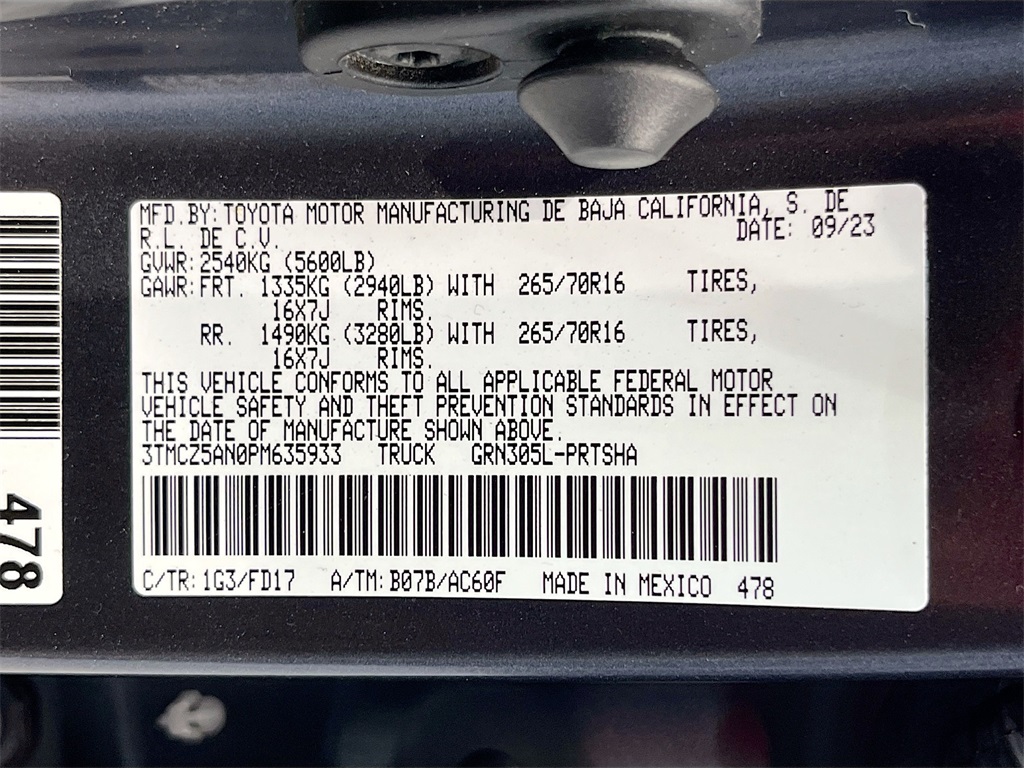 MFD.BY:TOYOTA MOTOR MANUFACTURING DE BAJA CALIFORNIA, S. DE
R.L. DE C.V. DATE: 09/23
GVWR:2540KG (5600LB)
GAWR:FRT. 1335KG (2940LB) WITH 265/70R16 TIRES,
16X7J RIMS.
RR. 1490KG (3280LB) WITH 265/70R16 TIRES,
16X7J RIMS.
THIS VEHICLE CONFORMS TO ALL APPLICABLE FEDERAL MOTOR
VEHICLE SAFETY AND THEFT PREVENTION STANDARDS IN EFFECT ON
THE DATE OF MANUFACTURE SHOWN ABOVE.
3TMCZ5AN0PM635933 TRUCK GRN305L-PRTSHA
C/TR:1G3/FD17 A/TM:B07B/AC60F MADE IN MEXICO 478
478